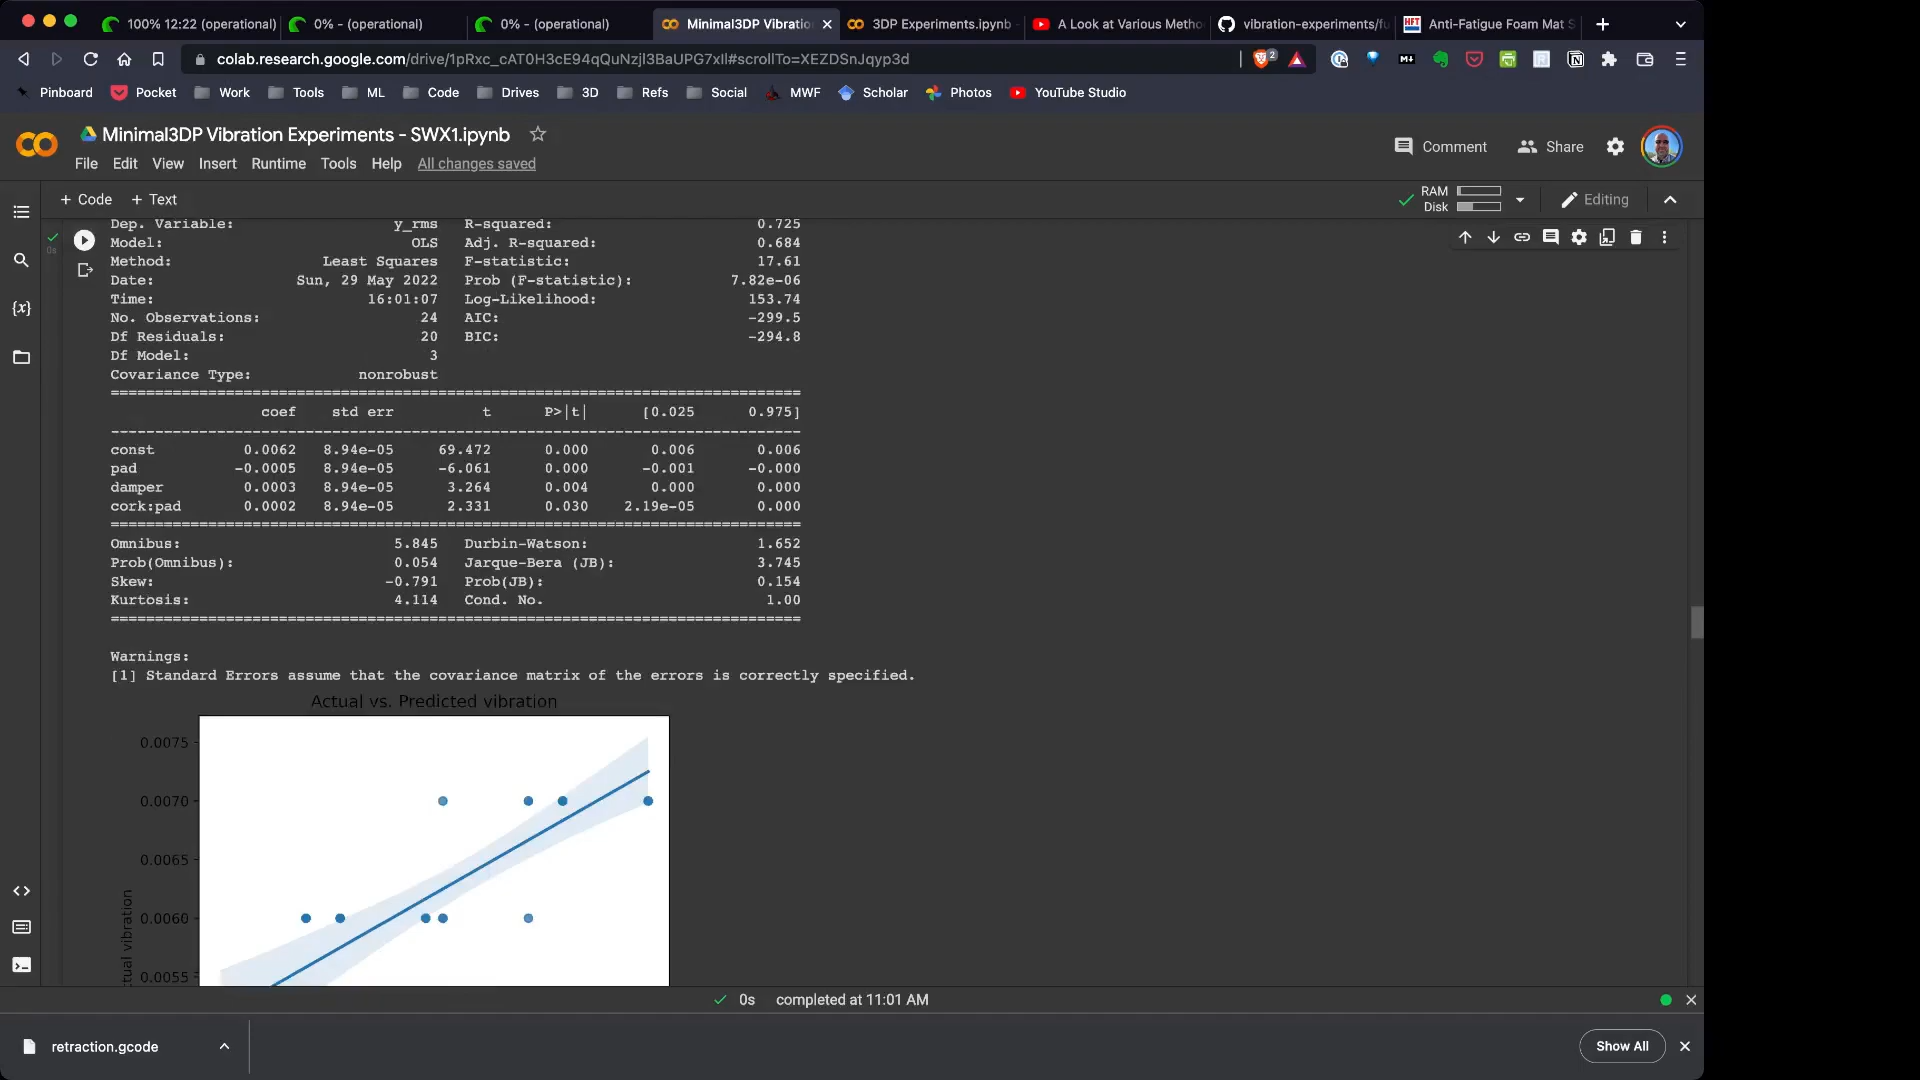 100% 12:22 (operational)
0% - (operational)
0% - (operational)
Minimal3DP Vibratio
3DP Experiments.ipynb
A Look at Various Metho
vibration-experiments/fu
HFT
Anti-Fatigue Foam Mat S
colab.research.google.com/drive/1pRxc_cAT0H3cE94qQuNzjl3BaUPG7xIl#scrollTo=XEZDSnJqyp3d
2
Pinboard
Pocket
Work
Tools
ML
Code
Drives
3D
Refs
Social
MWF
Scholar
Photos
YouTube Studio
Minimal3DP Vibration Experiments - SWX1.ipynb
Comment
Share
File Edit View Insert Runtime Tools Help All changes saved
+ Code + Text
RAM
Disk
Editing
0s
Dep. Variable: y_rms R-squared: 0.725
Model: OLS Adj. R-squared: 0.684
Method: Least Squares F-statistic: 17.61
Date: Sun, 29 May 2022 Prob (F-statistic): 7.82e-06
Time: 16:01:07 Log-Likelihood: 153.74
No. Observations: 24 AIC: -299.5
Df Residuals: 20 BIC: -294.8
Df Model: 3
Covariance Type: nonrobust
==============================================================================
coef std err t P>|t| [0.025 0.975]
------------------------------------------------------------------------------
const 0.0062 8.94e-05 69.472 0.000 0.006 0.006
pad -0.0005 8.94e-05 -6.061 0.000 -0.001 -0.000
damper 0.0003 8.94e-05 3.264 0.004 0.000 0.000
cork:pad 0.0002 8.94e-05 2.331 0.030 2.19e-05 0.000
==============================================================================
Omnibus: 5.845 Durbin-Watson: 1.652
Prob(Omnibus): 0.054 Jarque-Bera (JB): 3.745
Skew: -0.791 Prob(JB): 0.154
Kurtosis: 4.114 Cond. No. 1.00
==============================================================================
Warnings:
[1] Standard Errors assume that the covariance matrix of the errors is correctly specified.
Actual vs. Predicted vibration
0.0075
0.0070
0.0065
0.0060
0.0055
ctual vibration
0s completed at 11:01 AM
retraction.gcode
Show All